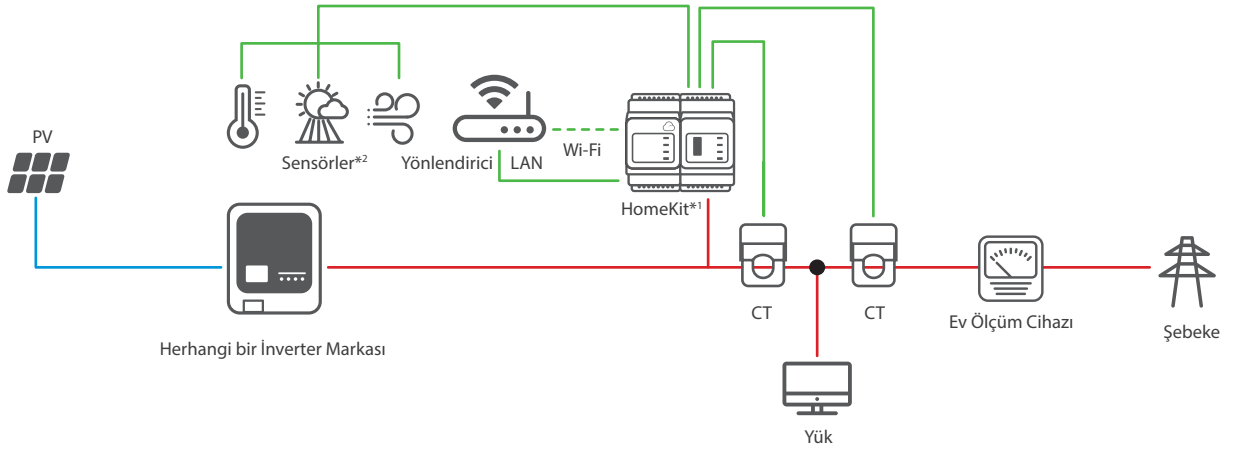 PV
Sensörler*2
Yönlendirici
LAN
Wi-Fi
HomeKit*1
CT
CT
Ev Ölçüm Cihazı
Şebeke
Herhangi bir İnverter Markası
Yük